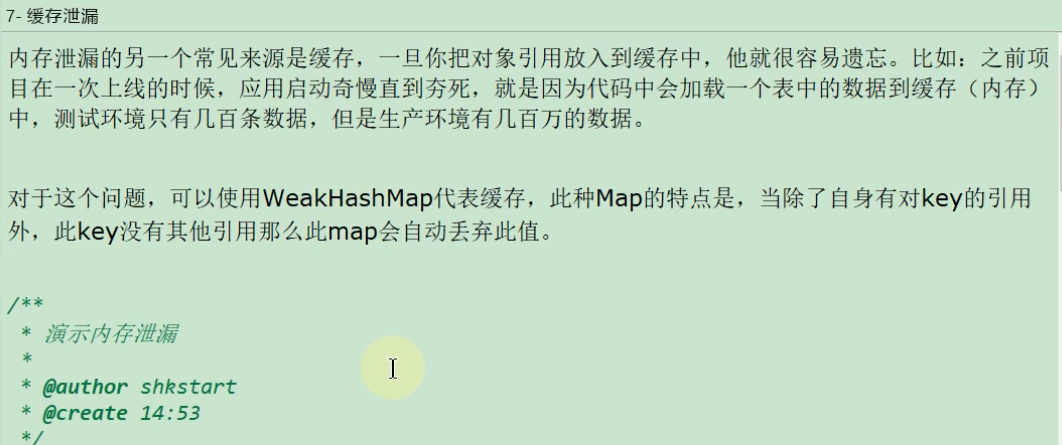 7- 缓存泄漏
内存泄漏的另一个常见来源是缓存，一旦你把对象引用放入到缓存中，他就很容易遗忘。比如：之前项
目在一次上线的时候，应用启动奇慢直到夯死，就是因为代码中会加载一个表中的数据到缓存（内存）
中，测试环境只有几百条数据，但是生产环境有几百万的数据。
对于这个问题，可以使用WeakHashMap代表缓存，此种Map的特点是，当除了自身有对key的引用
外，此key没有其他引用那么此map会自动丢弃此值。
/**
* 演示内存泄漏
*
* @author shkstart
* @create 14:53
*/